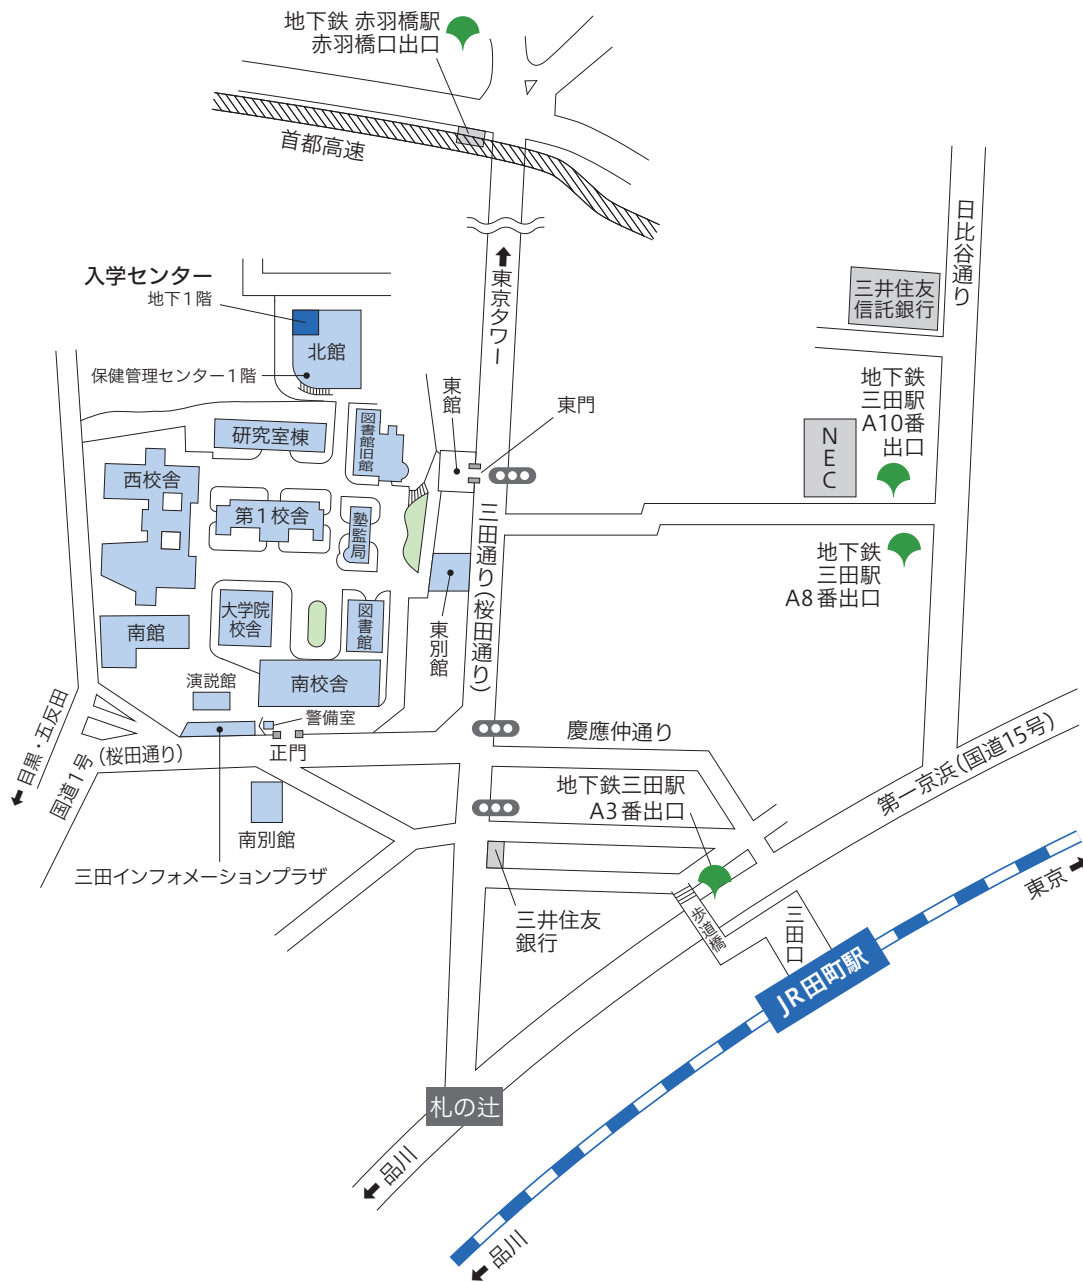 地下鉄 赤羽橋駅
赤羽橋口出口
首都高速
日比谷通り
入学センター
地下1階
東京タワー
三井住友
信託銀行
北館
保健管理センター1階
東館
東門
地下鉄
三田駅
A10番
出口
NEC
研究室棟
図書館旧館
西校舎
第1校舎
塾監局
三田通り(桜田通り)
地下鉄
三田駅
A8番出口
大学院
校舎
図書館
南館
東別館
演説館
南校舎
警備室
正門
目黒・五反田
国道1号(桜田通り)
慶應仲通り
第一京浜(国道15号)
地下鉄三田駅
A3番出口
南別館
三田インフォメーションプラザ
三井住友
銀行
歩道橋
三田口
東京
JR田町駅
札の辻
品川
品川